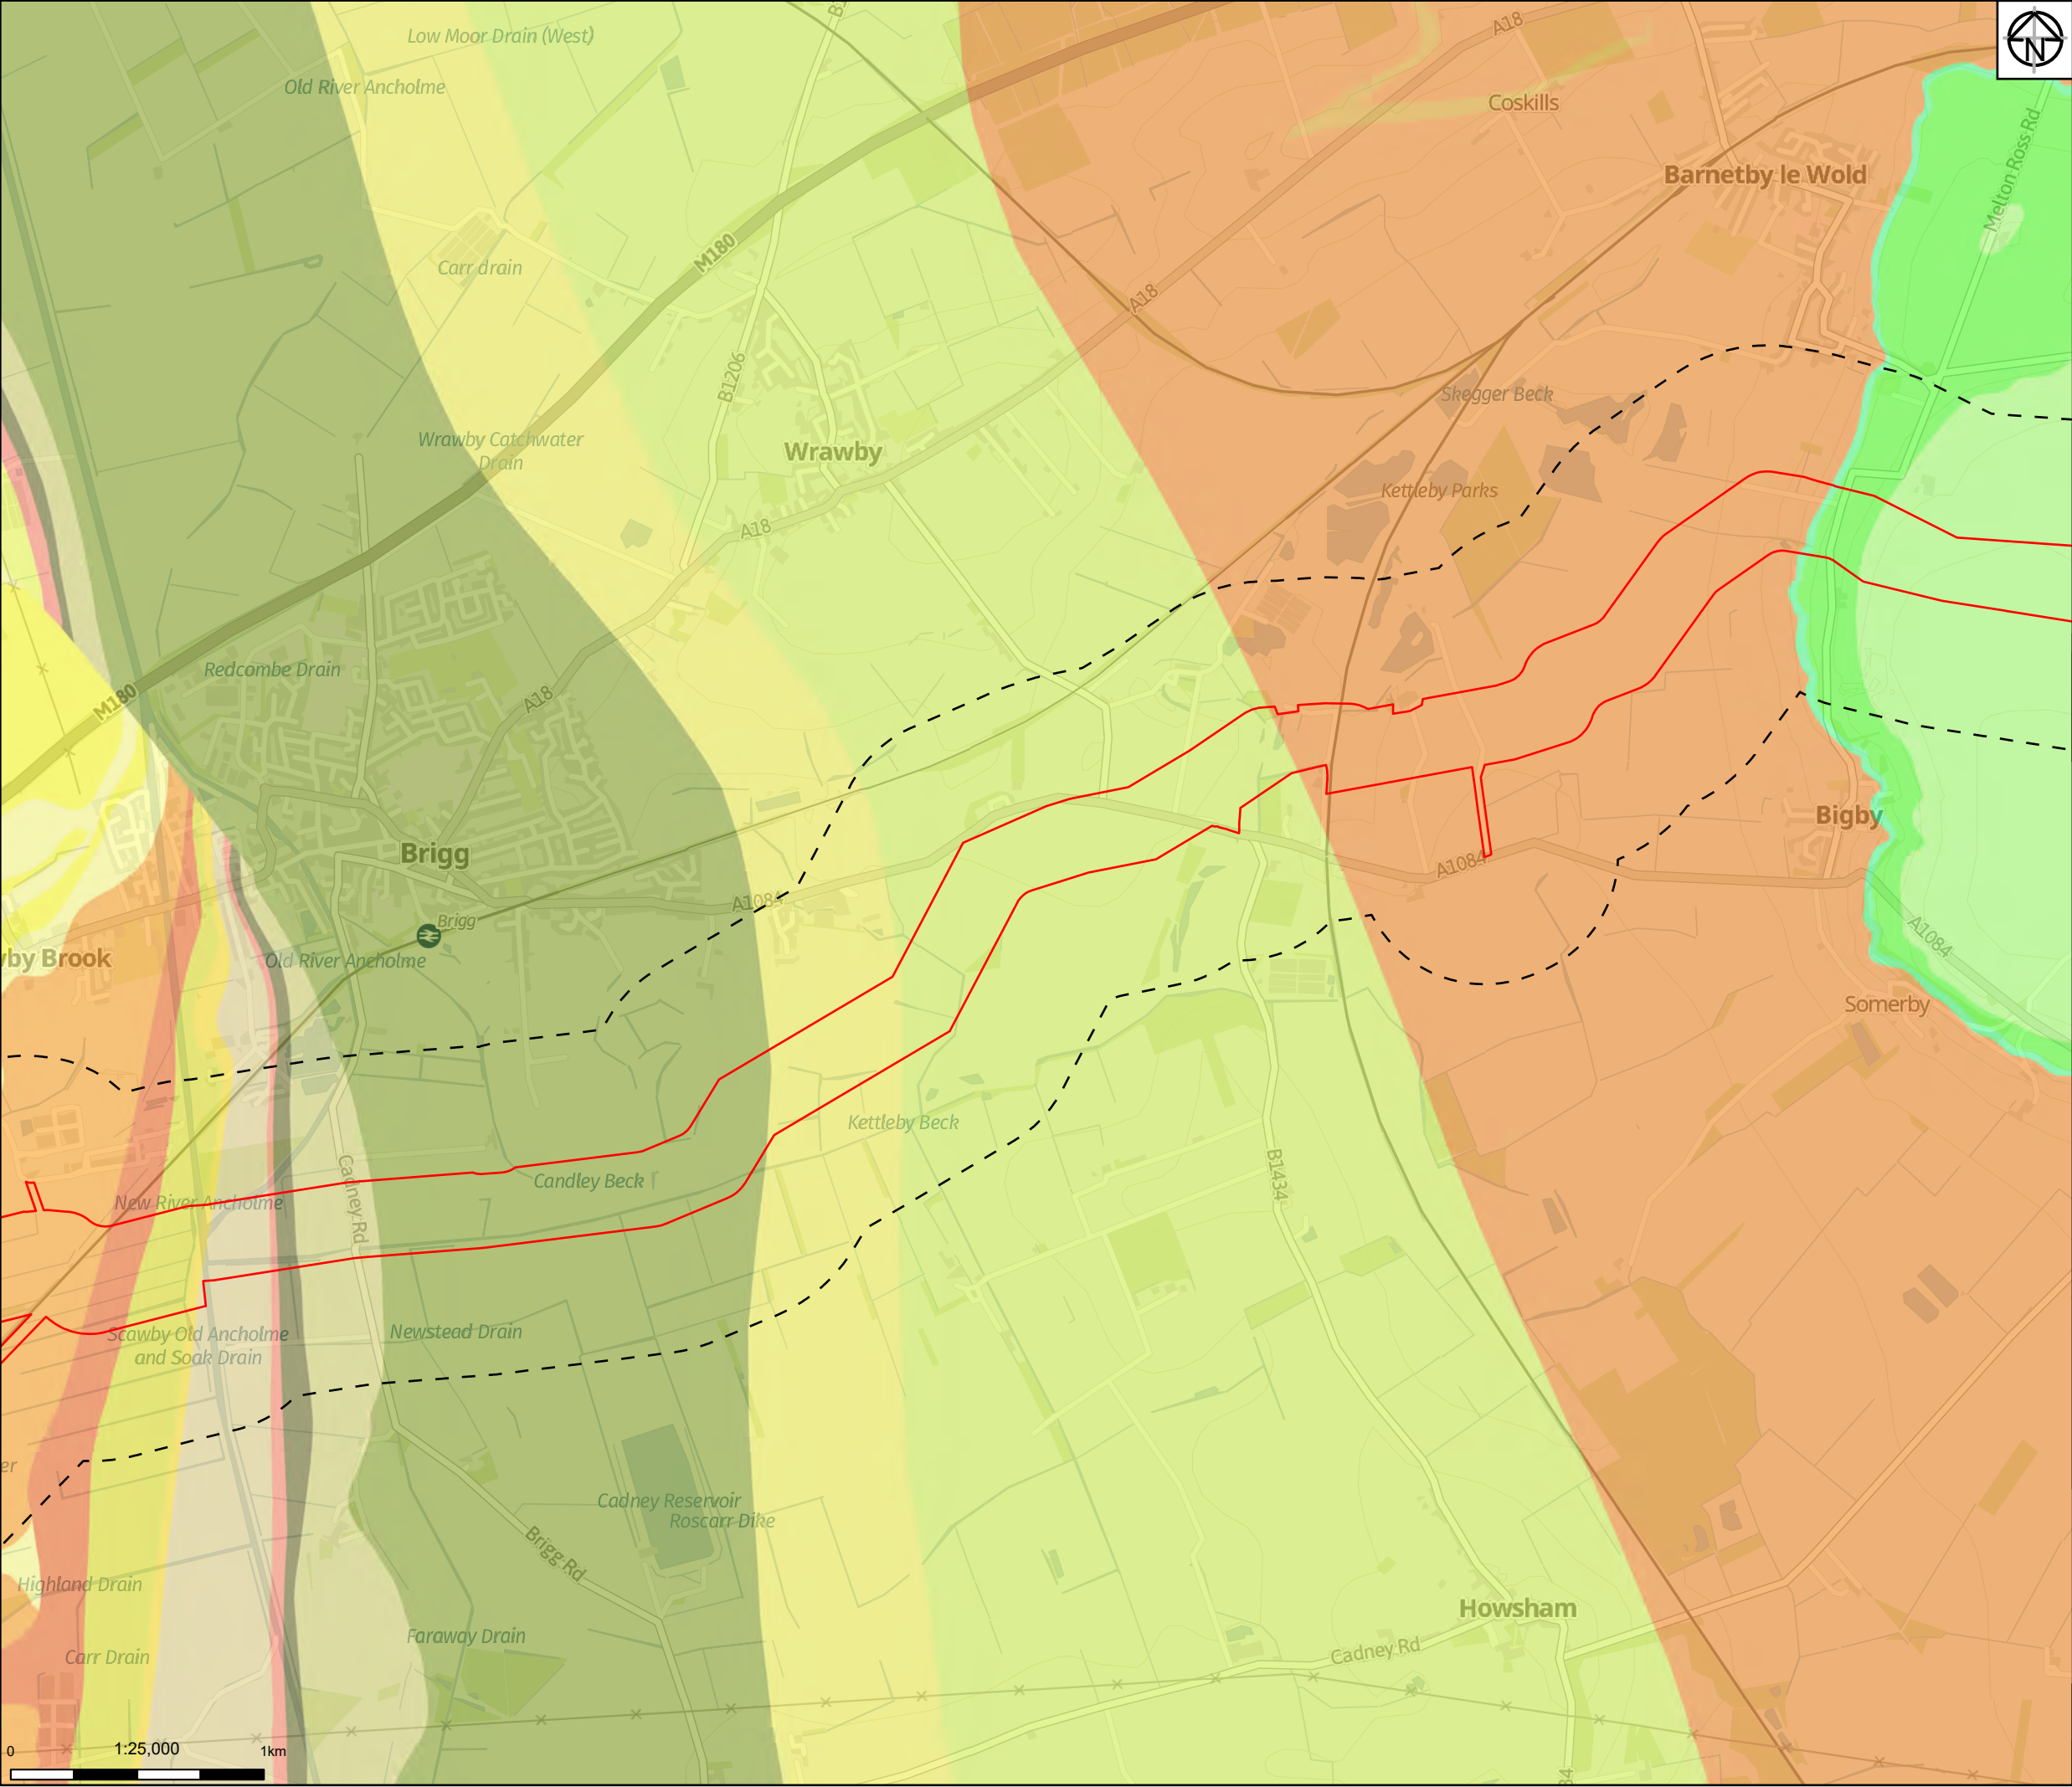 Low Moor Drain (West)
A18
N
Old River Ancholme
Coskills
Melton Ross Rd
Barnetby le Wold
M180
Carr drain
A18
B1206
Skegger Beck
Wrawby Catchwater
Drain
Wrawby
Kettleby Parks
A18
Redcombe Drain
A18
M180
Bigby
Brigg
A1084
A1084
Brigg
A1084
by Brook
Old River Ancholme
Somerby
Kettleby Beck
Cadney Rd
Candley Beck
B1434
New River Ancholme
Scawby Old Ancholme
and Soak Drain
Newstead Drain
er
Cadney Reservoir
Roscarr Dike
Brigg Rd
Highland Drain
Howsham
Faraway Drain
Cadney Rd
Carr Drain
0
1:25,000
1km